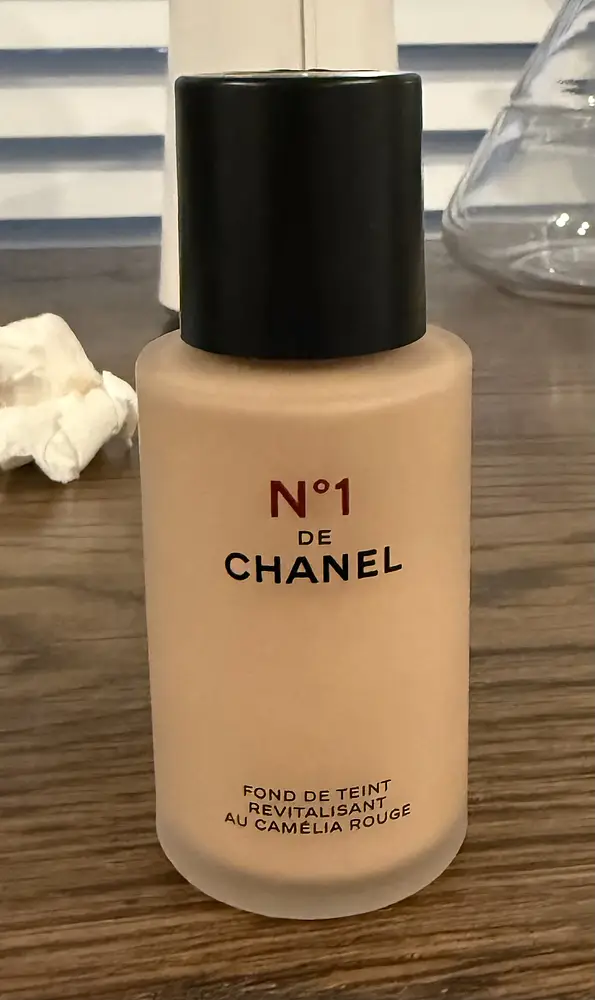 N°1
DE
CHANEL
FOND DE TEINT
REVITALISANT
AU CAMÉLIA ROUGE